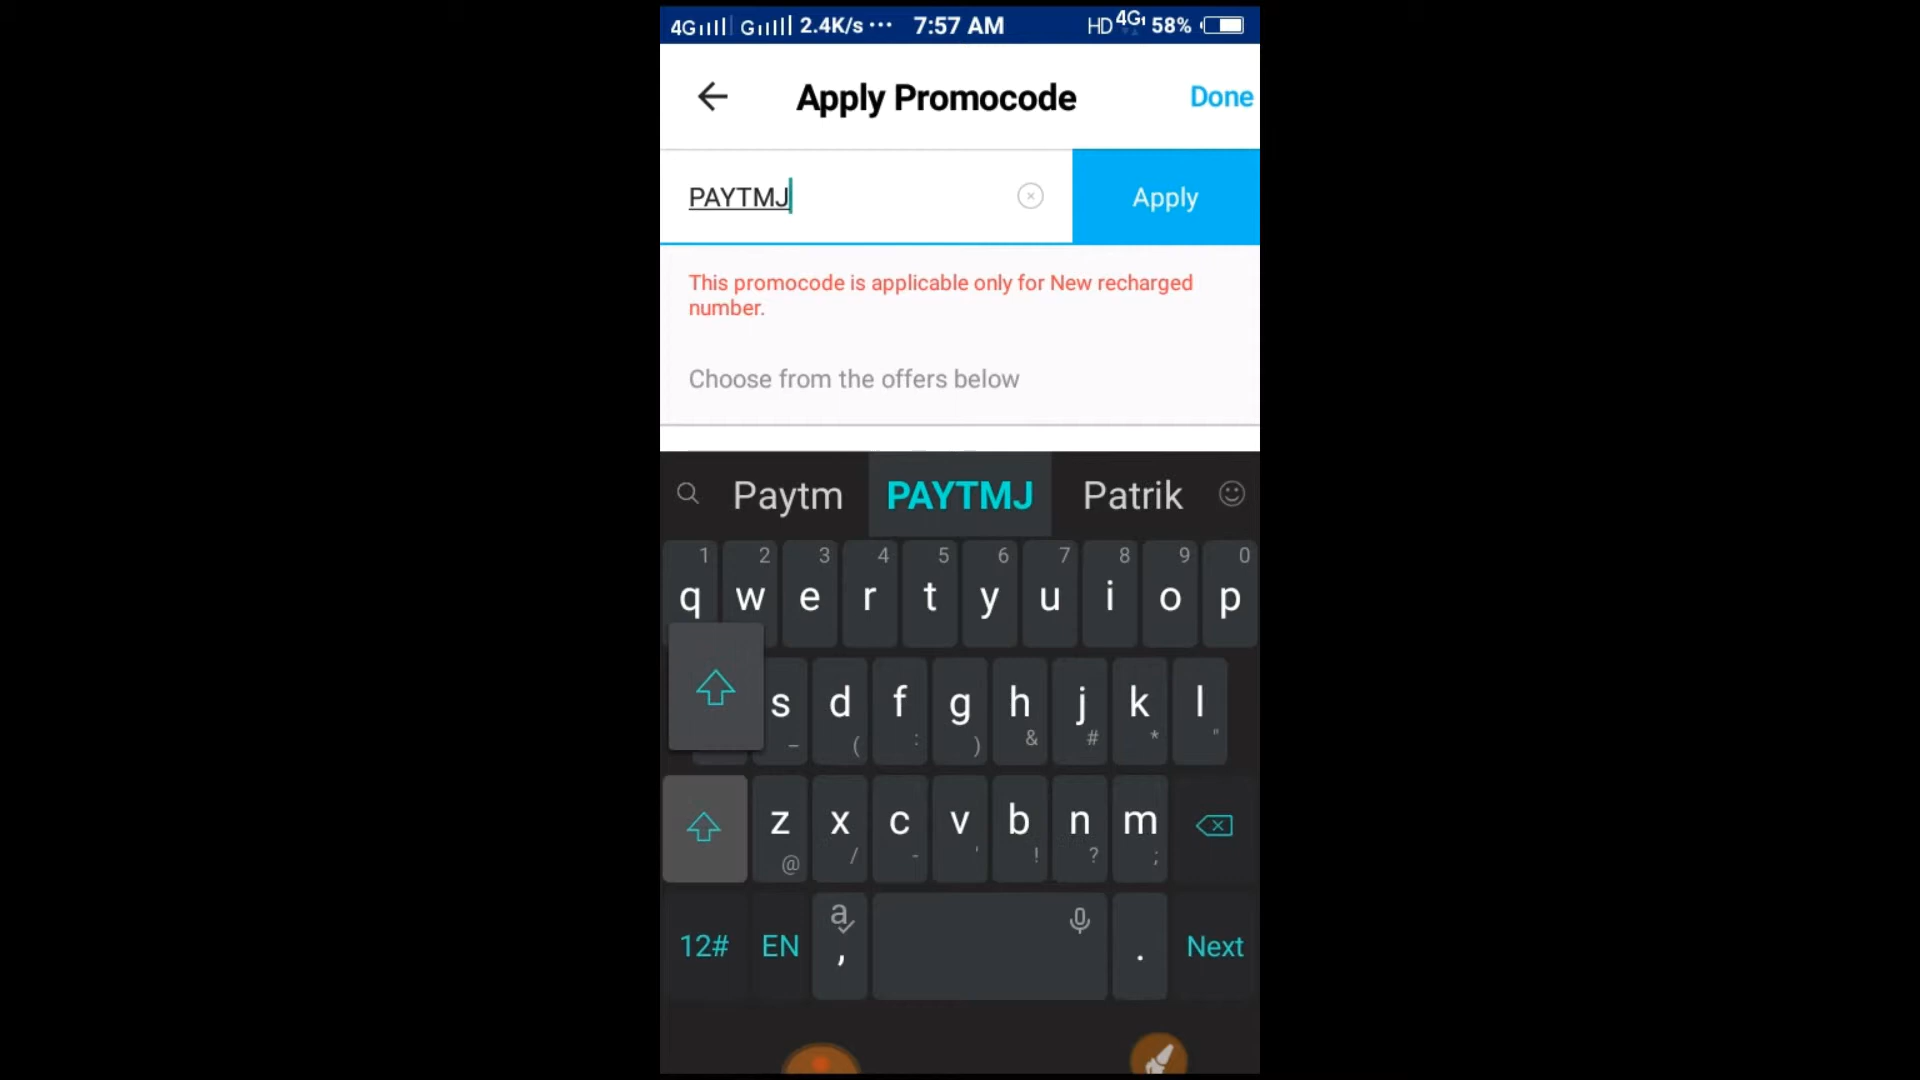 4G G 2.4K/s ... 7:57 AM HD 4G 58%
Apply Promocode Done
PAYTMJ Apply
This promocode is applicable only for New recharged
number.
Choose from the offers below
Paytm PAYTMJ Patrik
1 2 3 4 5 6 7 8 9 0
q w e r t y u i o p
s d f g h j k l
_ ( : ) & # * "
z x c v b n m
@ / - ' ! ? ;
12# EN a , . Next